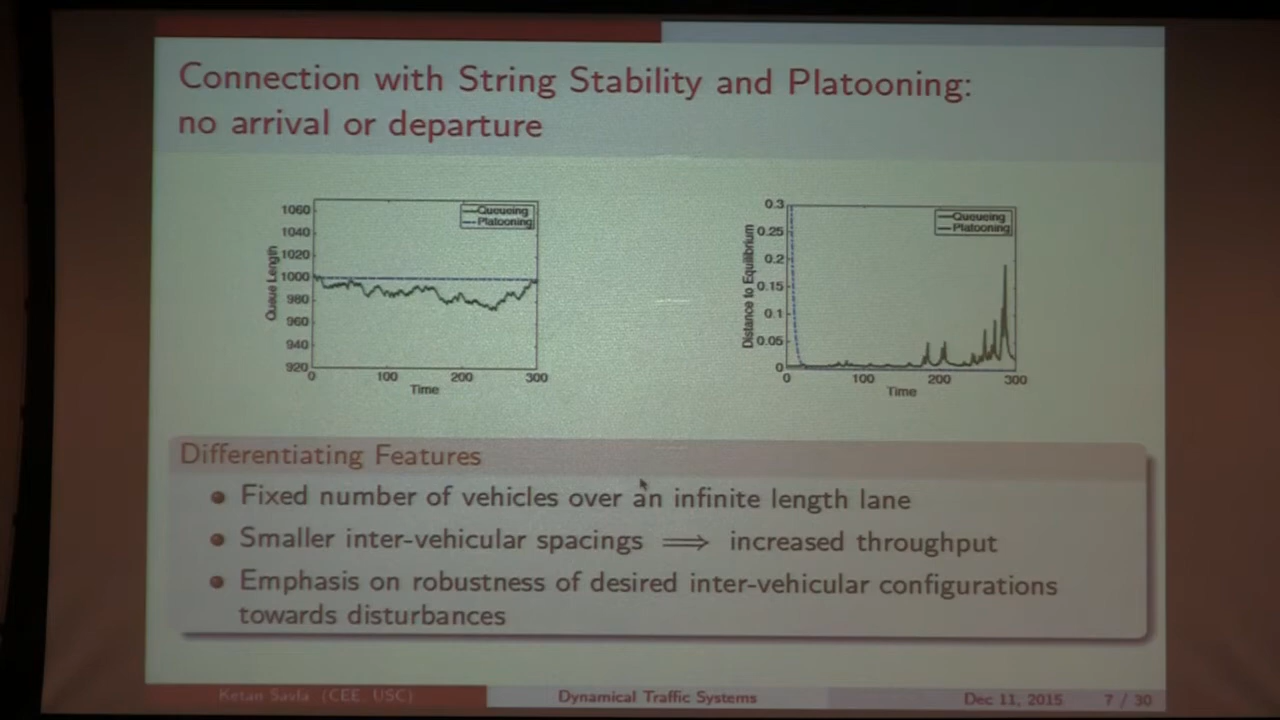 Connection with String Stability and Platooning:
no arrival or departure
1060
1040
1020
1000
980
960
940
920
Queue Length
Queueing
Platooning
0
100
200
300
Time
0.3
0.25
0.2
0.15
0.1
0.05
0
Distance to Equilibrium
Queueing
Platooning
0
100
200
300
Time
Differentiating Features
Fixed number of vehicles over an infinite length lane
Smaller inter-vehicular spacings ⟹ increased throughput
Emphasis on robustness of desired inter-vehicular configurations
towards disturbances
Ketan Savla (CEE, USC)
Dynamical Traffic Systems
Dec 11, 2015
7 / 30